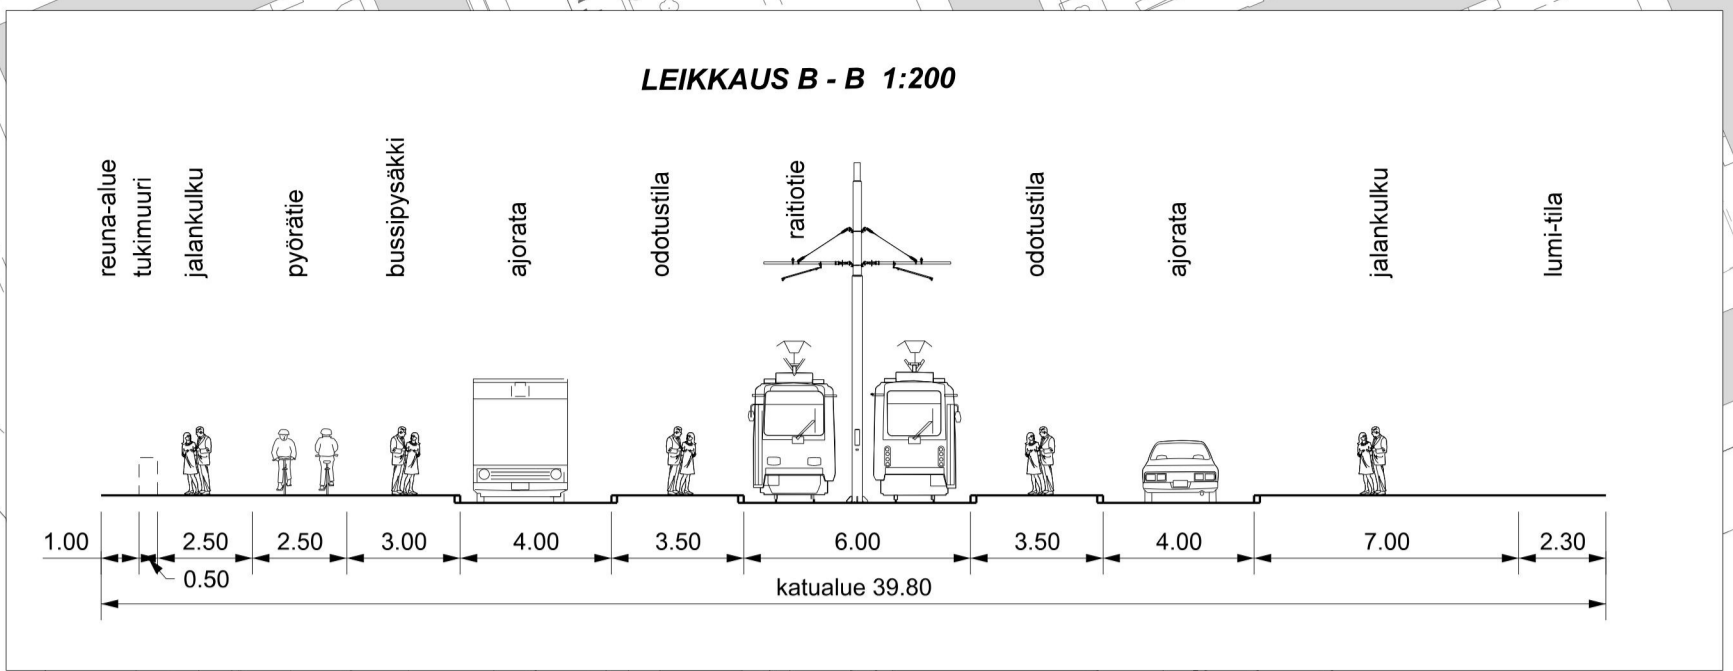 LEIKKAUS B - B 1:200
reuna-alue
tukimuuri
jalankulku
pyörätie
bussipysäkki
ajorata
odotustila
raitiotie
odotustila
ajorata
jalankulku
lumi-tila
1.00
2.50
2.50
3.00
4.00
3.50
6.00
3.50
4.00
7.00
2.30
0.50
katualue 39.80